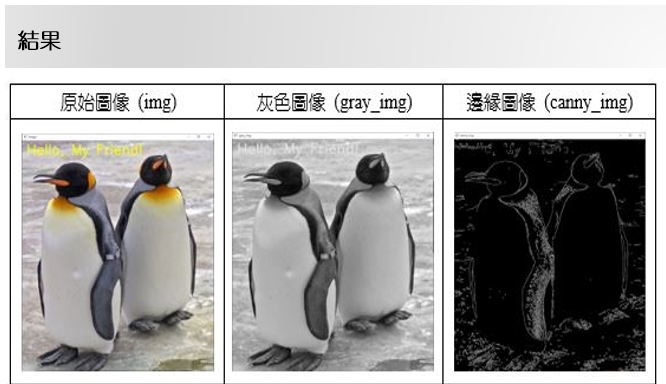 結果
原始圖像 (img)
灰色圖像 (gray_img)
邊緣圖像 (canny_img)
Hello, My Friend!
Hello, My Friend!